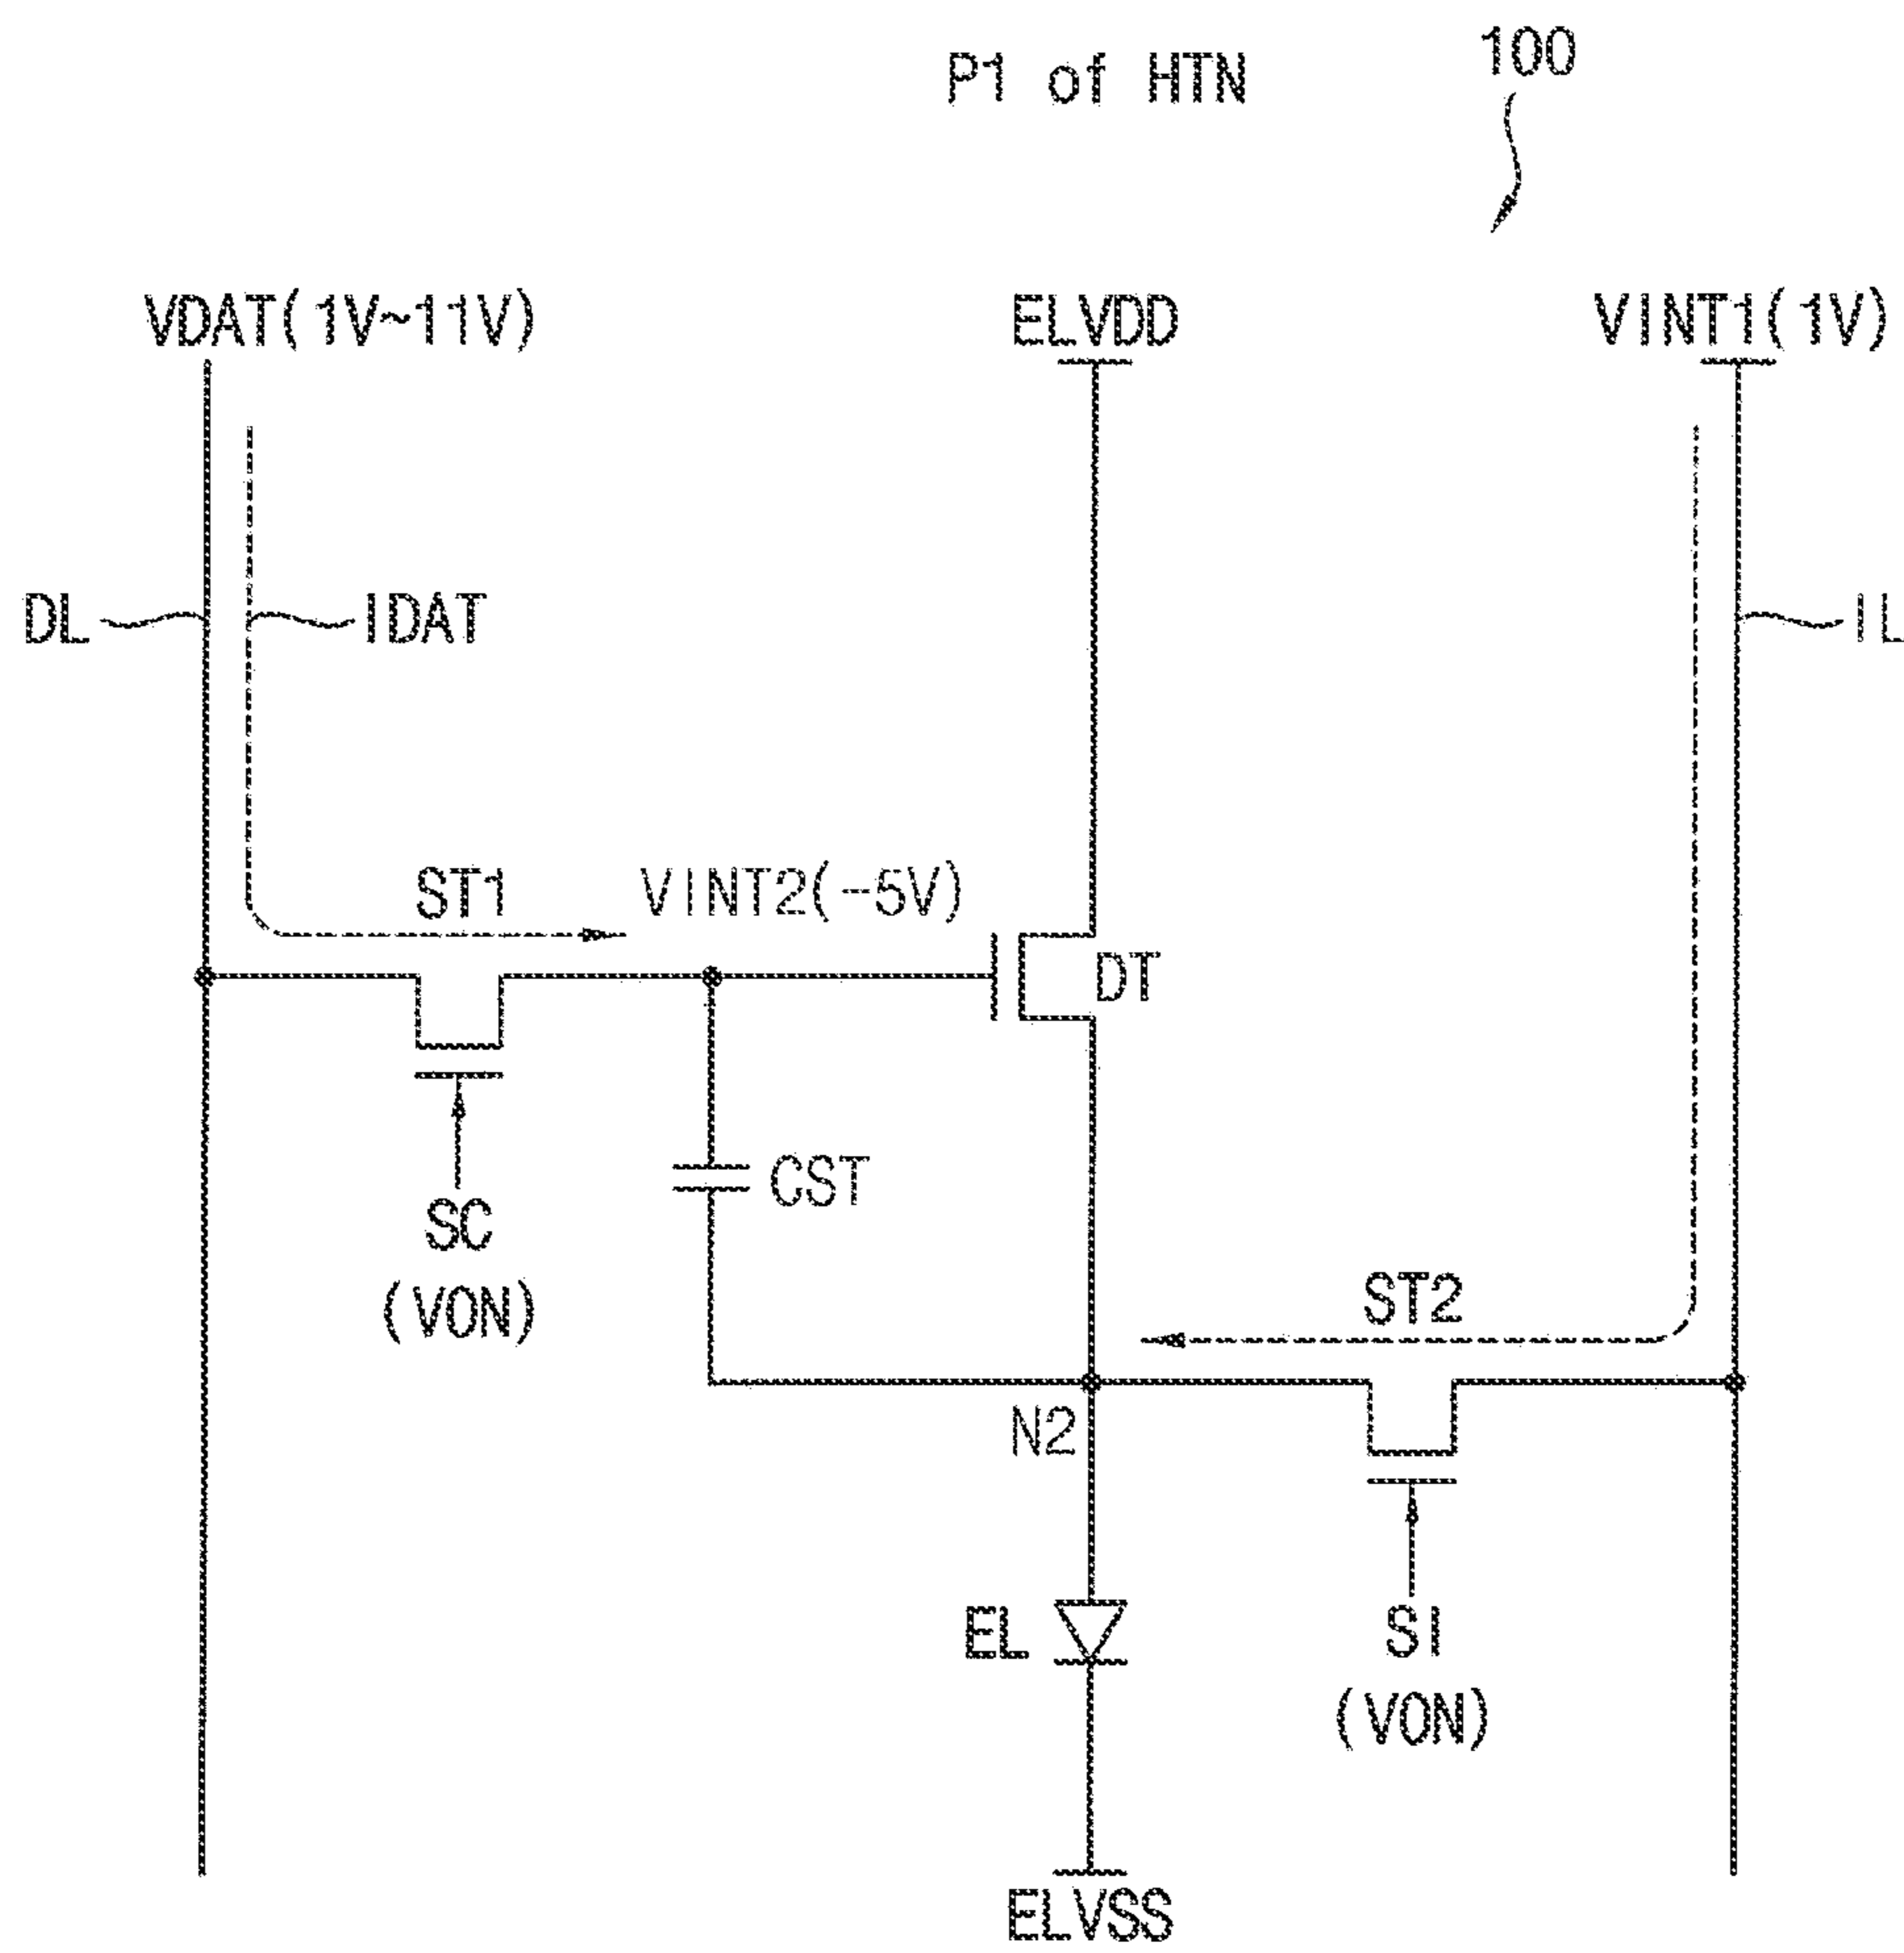 P1 of HTN
100
VDAT(1V~11V)
ELVDD
VINT1(1V)
DL
IDAT
IL
ST1
VINT2(-5V)
DT
CST
SC
(VON)
ST2
N2
EL
SI
(VON)
ELVSS